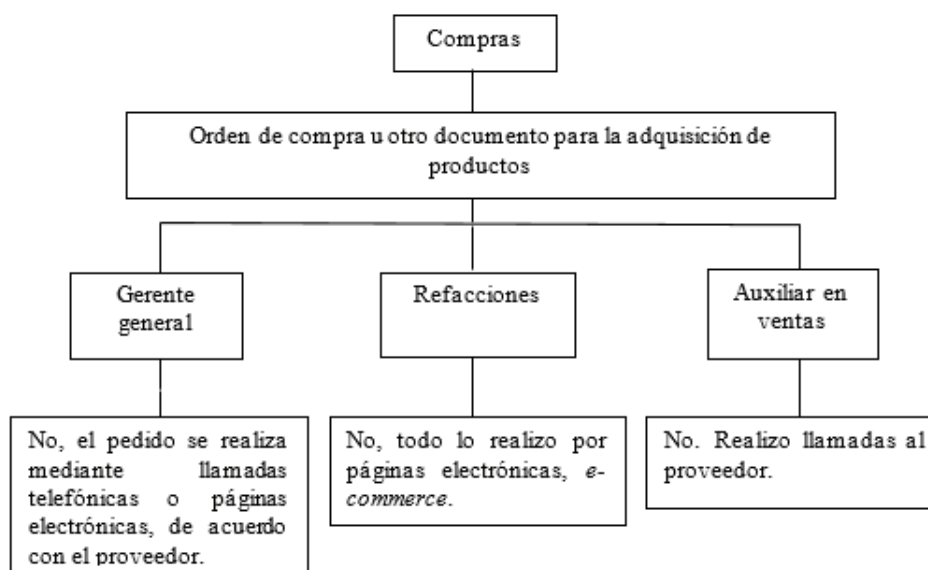 Compras
Orden de compra u otro documento para la adquisición de
productos
Gerente
general
Refacciones
Auxiliar en
ventas
No, el pedido se realiza
mediante llamadas
telefónicas o páginas
electrónicas, de acuerdo
con el proveedor.
No, todo lo realizo por
páginas electrónicas, e-
commerce.
No. Realizo llamadas al
proveedor.